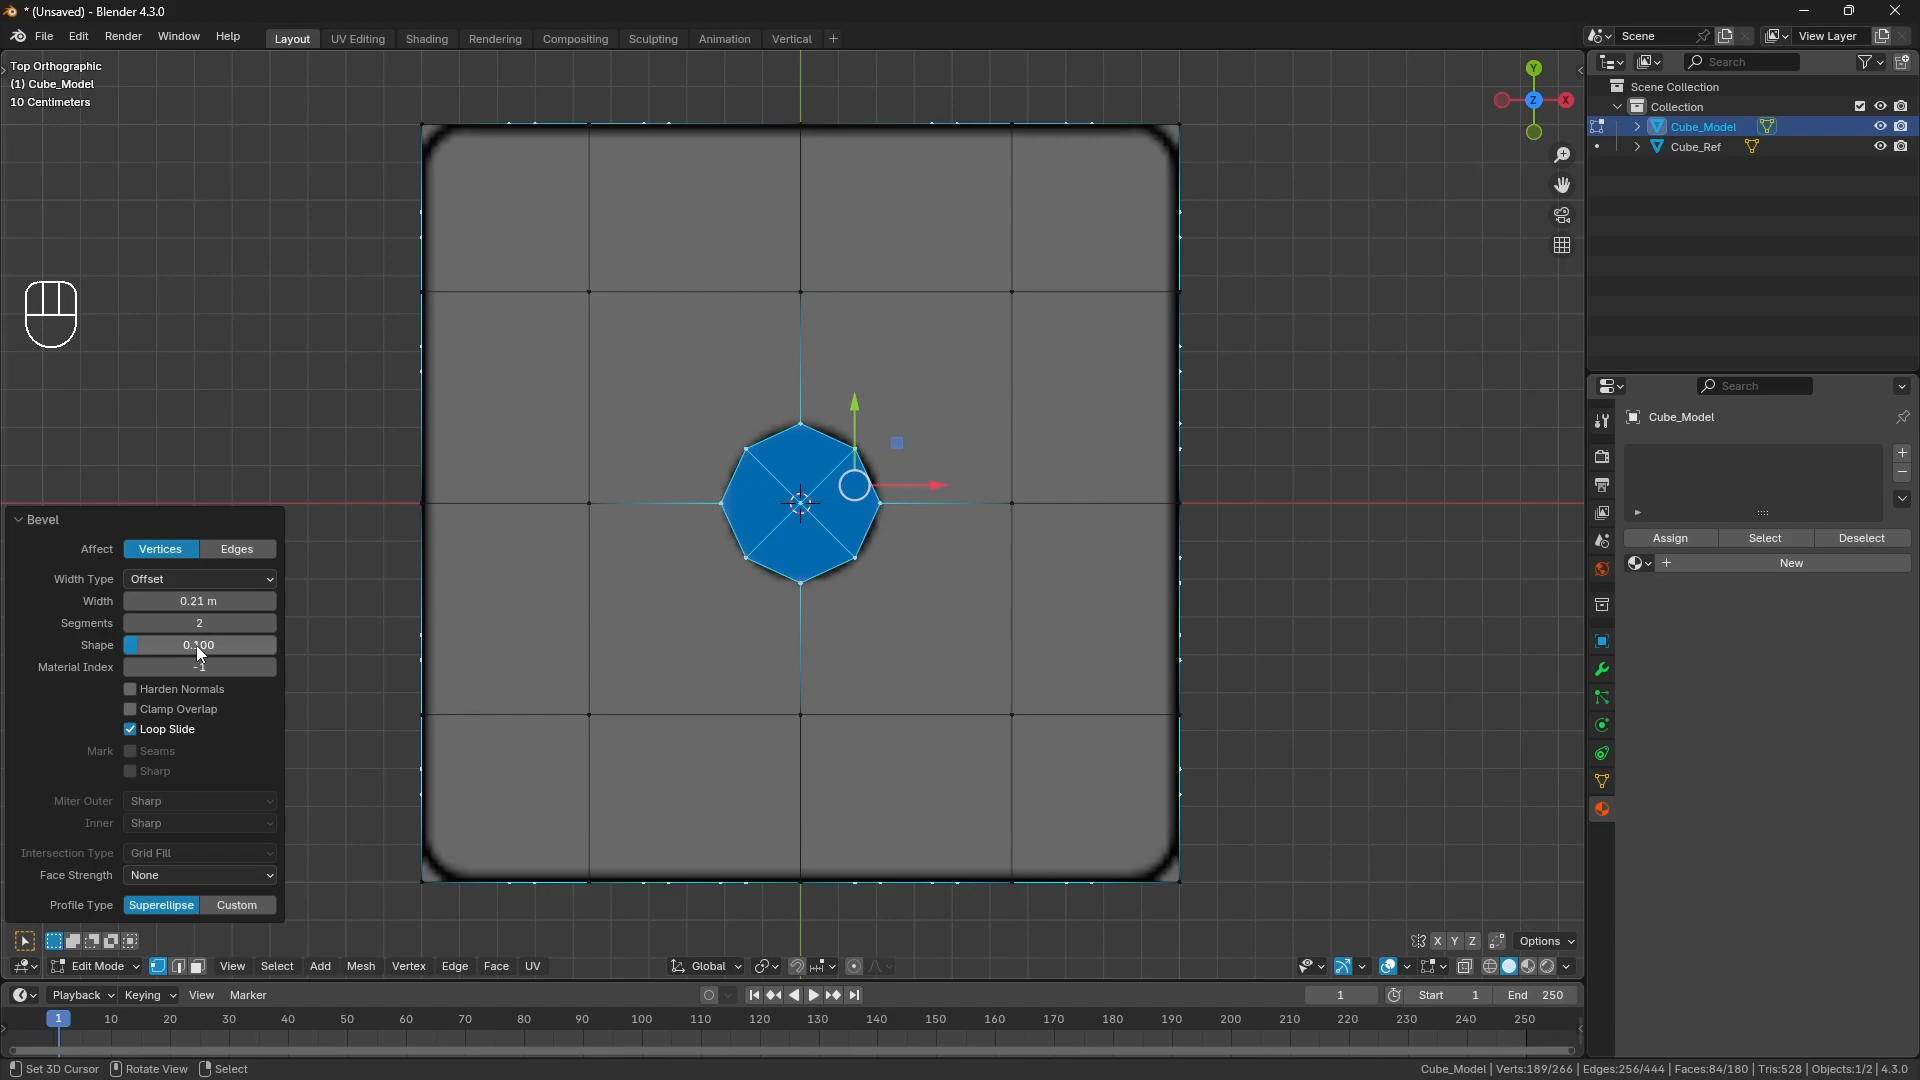 * (Unsaved) - Blender 4.3.0
File Edit Render Window Help
Layout UV Editing Shading Rendering Compositing Sculpting Animation Vertical
Scene
View Layer
Top Orthographic
(1) Cube_Model
10 Centimeters
Y
X
Z
Search
Scene Collection
Collection
Cube_Model
Cube_Ref
Search
Cube_Model
Assign Select Deselect
New
Bevel
Affect Vertices Edges
Width Type Offset
Width 0.21 m
Segments 2
Shape 0.100
Material Index -1
Harden Normals
Clamp Overlap
Loop Slide
Mark Seams
Sharp
Miter Outer Sharp
Inner Sharp
Intersection Type Grid Fill
Face Strength None
Profile Type Superellipse Custom
X Y Z Options
Edit Mode View Select Add Mesh Vertex Edge Face UV Global
Playback Keying View Marker 1 Start 1 End 250
1 10 20 30 40 50 60 70 80 90 100 110 120 130 140 150 160 170 180 190 200 210 220 230 240 250
Set 3D Cursor Rotate View Select
Cube_Model | Verts:189/266 | Edges:256/444 | Faces:84/180 | Tris:528 | Objects:1/2 | 4.3.0